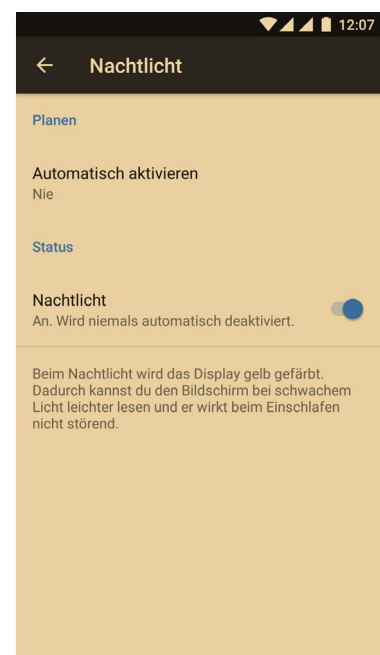 12:07
Nachtlicht
Planen
Automatisch aktivieren
Nie
Status
Nachtlicht
An. Wird niemals automatisch deaktiviert.
Beim Nachtlicht wird das Display gelb gefärbt.
Dadurch kannst du den Bildschirm bei schwachem
Licht leichter lesen und er wirkt beim Einschlafen
nicht störend.